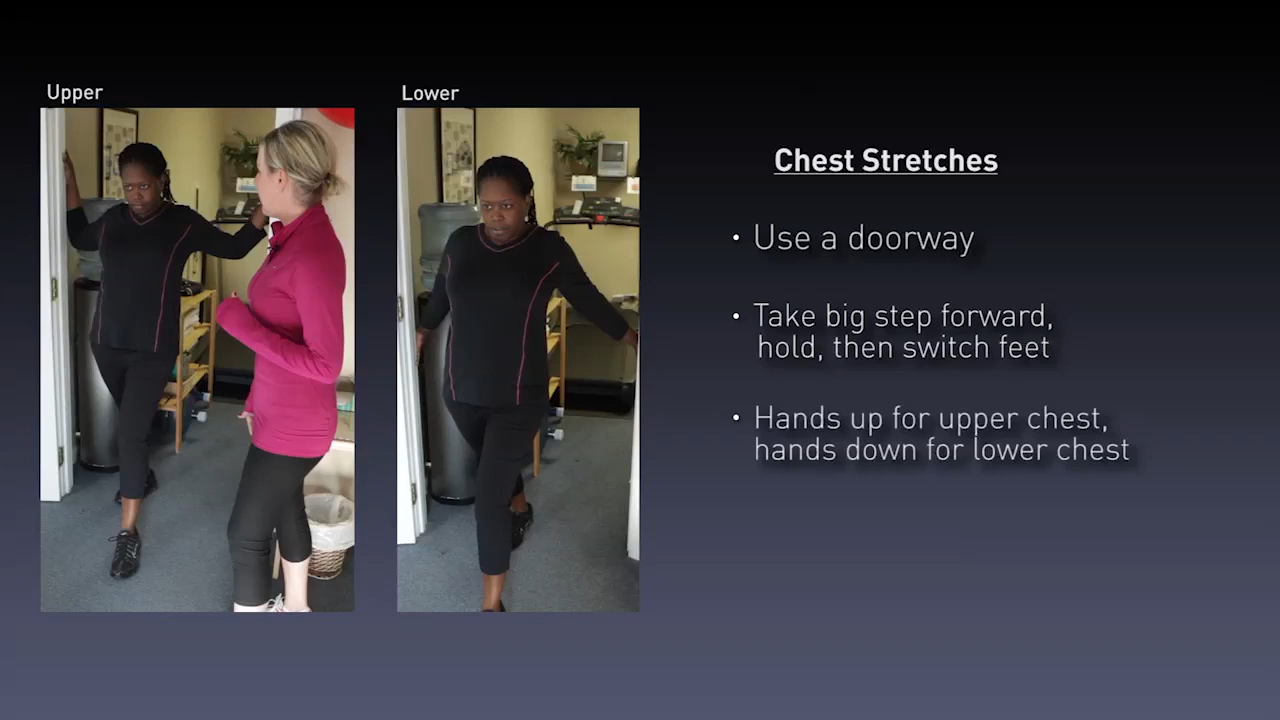 Upper
Lower
Chest Stretches
• Use a doorway
• Take big step forward,
hold, then switch feet
• Hands up for upper chest,
hands down for lower chest